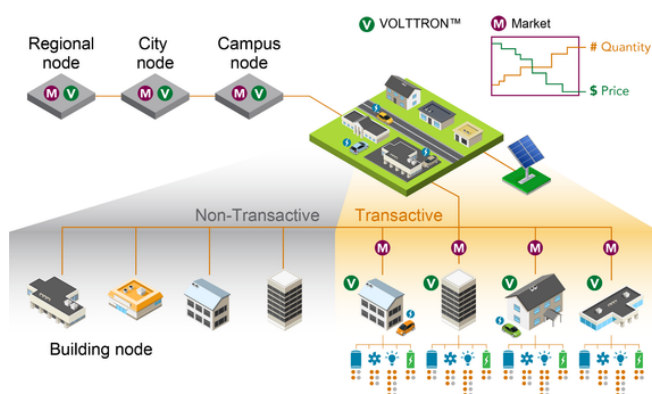 V VOLTTRON™
M Market
Regional
node
City
node
Campus
node
M V
M V
M V
# Quantity
$ Price
Non-Transactive
Transactive
M
M
M
M
V
V
V
V
Building node